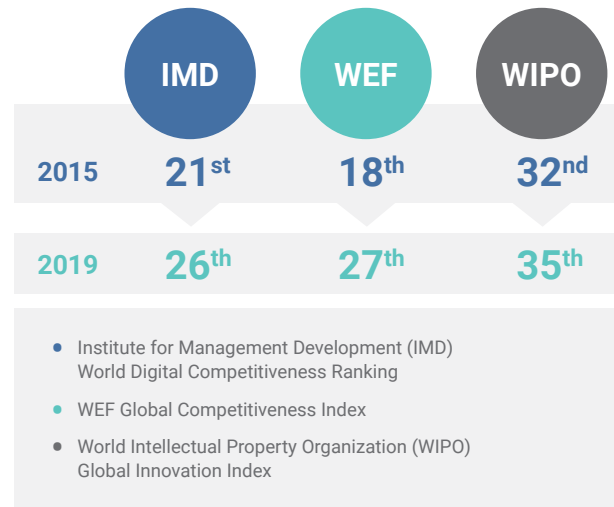 IMD WEF WIPO
2015 21st 18th 32nd
2019 26th 27th 35th
• Institute for Management Development (IMD)
World Digital Competitiveness Ranking
• WEF Global Competitiveness Index
• World Intellectual Property Organization (WIPO)
Global Innovation Index